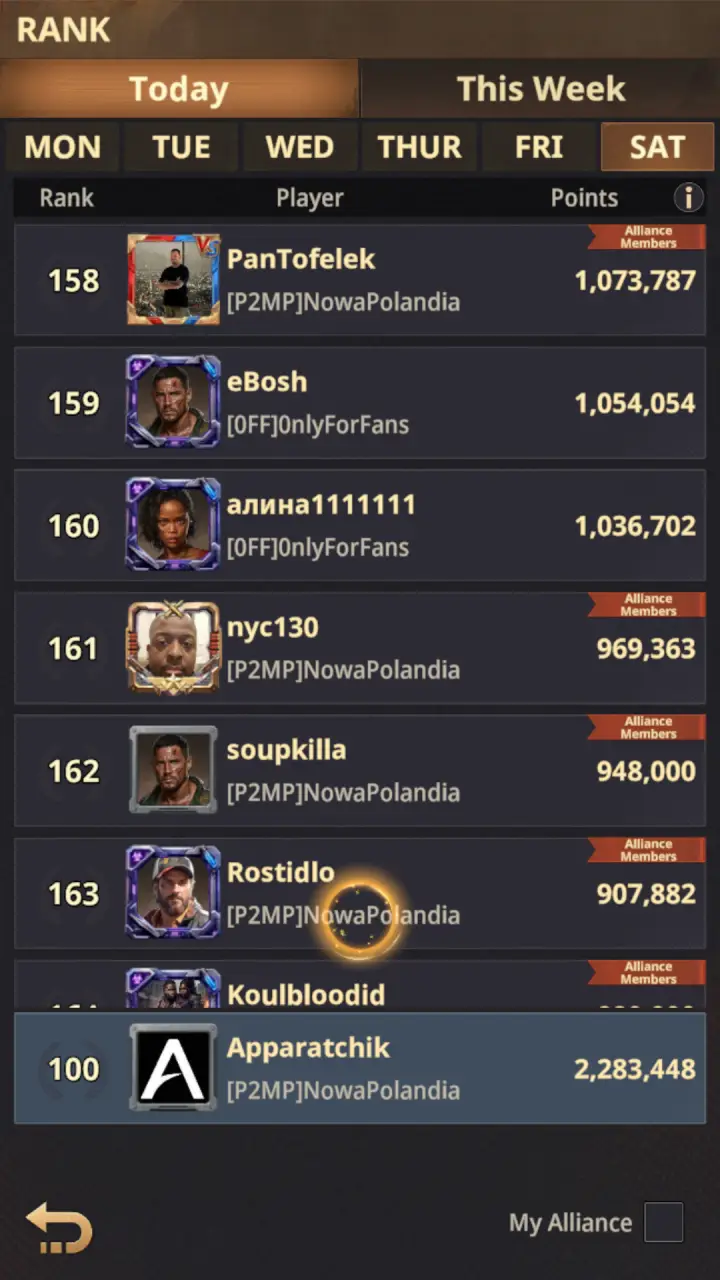 RANK
Today
This Week
MON TUE WED THUR FRI SAT
Rank Player Points i
Alliance
Members
158 PanTofelek 1,073,787
[P2MP]NowaPolandia
159 eBosh 1,054,054
[0FF]0nlyForFans
160 алина1111111 1,036,702
[0FF]0nlyForFans
Alliance
Members
161 nyc130 969,363
[P2MP]NowaPolandia
Alliance
Members
162 soupkilla 948,000
[P2MP]NowaPolandia
Alliance
Members
163 Rostidlo 907,882
[P2MP]NowaPolandia
Alliance
Members
Koulbloodid
100 Apparatchik 2,283,448
[P2MP]NowaPolandia
My Alliance